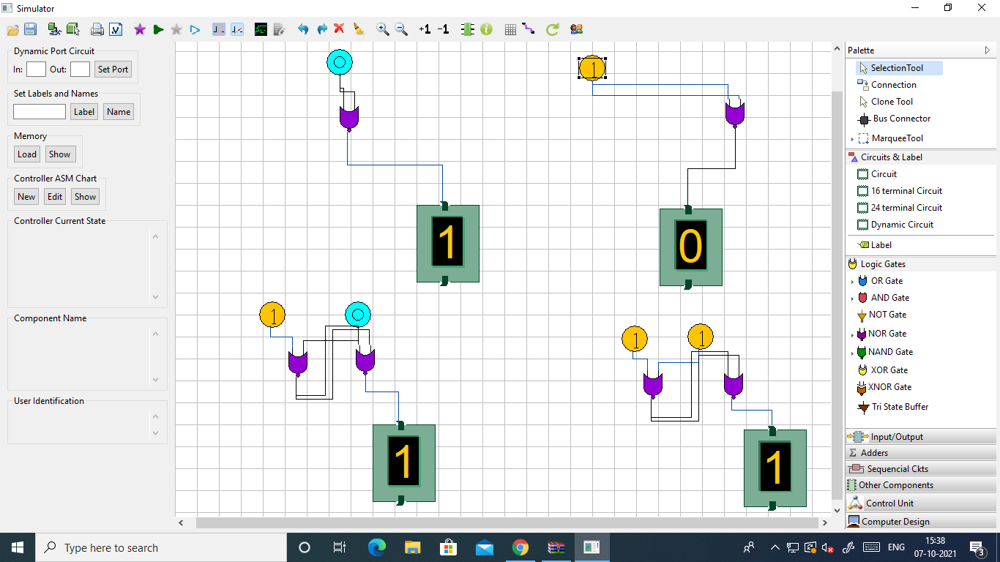 Simulator
+1 -1
Dynamic Port Circuit
In: Out: Set Port
Set Labels and Names
Label Name
Memory
Load Show
Controller ASM Chart
New Edit Show
Controller Current State
Component Name
User Identification
1
1
0
1
1
1
1
1
Palette
SelectionTool
Connection
Clone Tool
Bus Connector
MarqueeTool
Circuits & Label
Circuit
16 terminal Circuit
24 terminal Circuit
Dynamic Circuit
Label
Logic Gates
OR Gate
AND Gate
NOT Gate
NOR Gate
NAND Gate
XOR Gate
XNOR Gate
Tri State Buffer
Input/Output
Adders
Sequencial Ckts
Other Components
Control Unit
Computer Design
Type here to search
ENG
15:38
07-10-2021
3